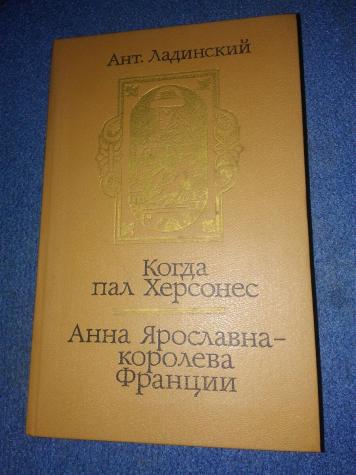 Ант. Ладинский
Когда
пал Херсонес
Анна Ярославна–
королева
Франции